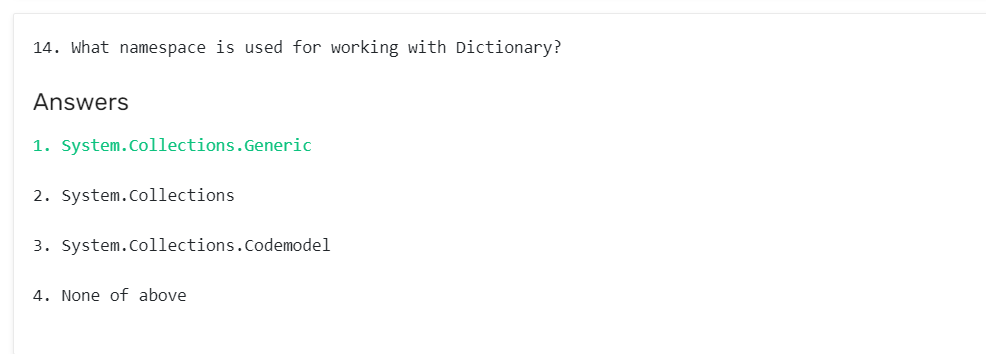 14. What namespace is used for working with Dictionary?
Answers
1. System.Collections.Generic
2. System.Collections
3. System.Collections.Codemodel
4. None of above